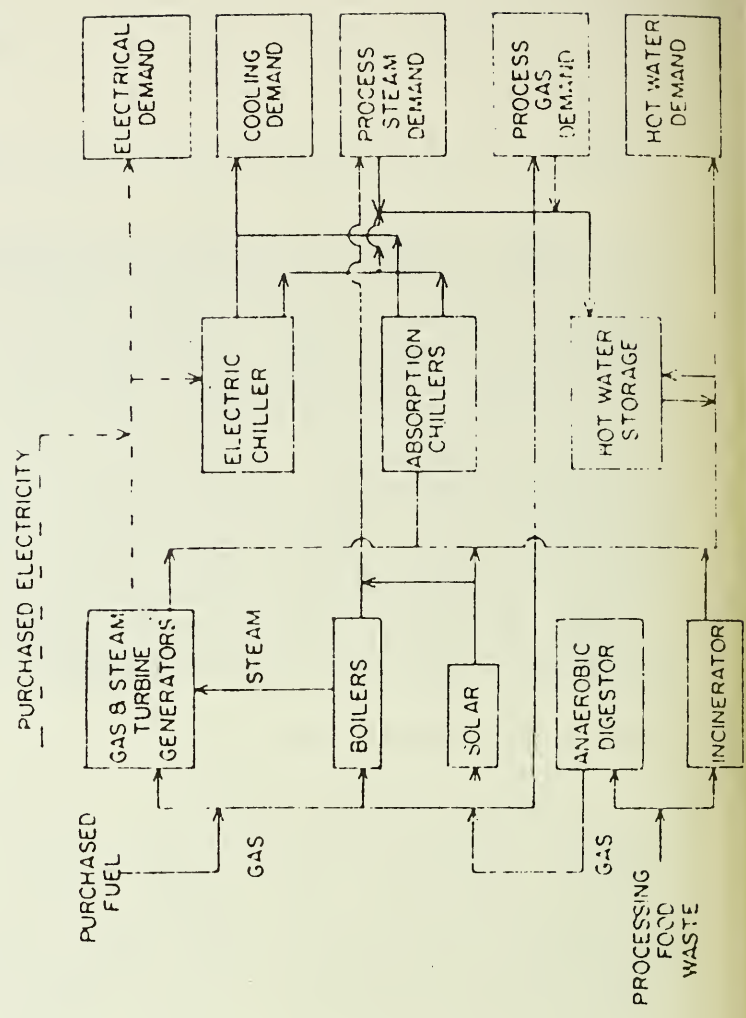 PURCHASED ELECTRICITY
PURCHASED
FUEL
GAS
GAS & STEAM
TURBINE
GENERATORS
STEAM
BOILERS
SOLAR
GAS
ANAEROBIC
DIGESTOR
PROCESSING
FOOD
WASTE
INCINERATOR
ELECTRIC
CHILLER
ABSORPTION
CHILLERS
HOT WATER
STORAGE
ELECTRICAL
DEMAND
COOLING
DEMAND
PROCESS
STEAM
DEMAND
PROCESS
GAS
DEMAND
HOT WATER
DEMAND